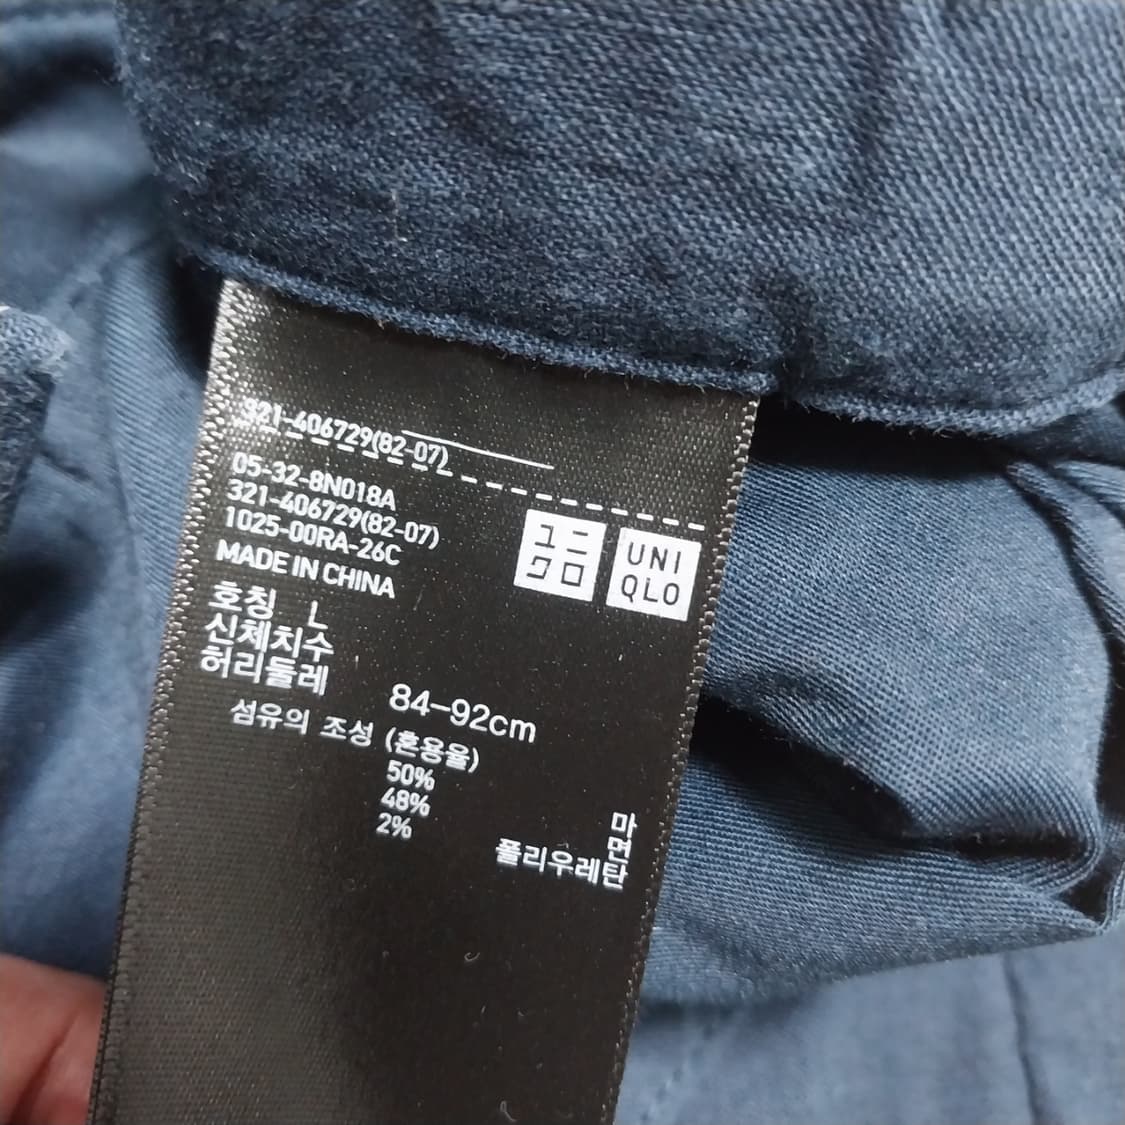 321-406729(82-07)
05-32-8N018A
321-406729(82-07)
1025-00RA-26C
MADE IN CHINA
ユニ
クロ
UNI
QLO
호칭 L
신체치수
허리둘레 84-92cm
섬유의 조성 (혼용율)
50% 마
48% 면
2% 폴리우레탄